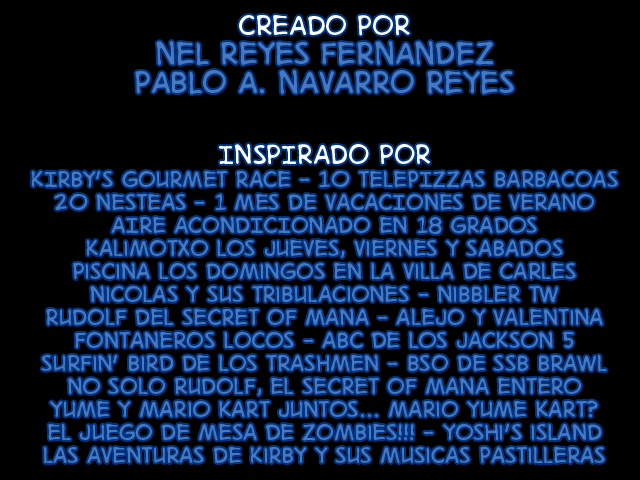 CREADO POR
NEL REYES FERNANDEZ
PABLO A. NAVARRO REYES
INSPIRADO POR
KIRBY'S GOURMET RACE - 10 TELEPIZZAS BARBACOAS
20 NESTEAS - 1 MES DE VACACIONES DE VERANO
AIRE ACONDICIONADO EN 18 GRADOS
KALIMOTXO LOS JUEVES, VIERNES Y SABADOS
PISCINA LOS DOMINGOS EN LA VILLA DE CARLES
NICOLAS Y SUS TRIBULACIONES - NIBBLER TW
RUDOLF DEL SECRET OF MANA - ALEJO Y VALENTINA
FONTANEROS LOCOS - ABC DE LOS JACKSON 5
SURFIN' BIRD DE LOS TRASHMEN - BSO DE SSB BRAWL
NO SOLO RUDOLF, EL SECRET OF MANA ENTERO
YUME Y MARIO KART JUNTOS... MARIO YUME KART?
EL JUEGO DE MESA DE ZOMBIES!!! - YOSHI'S ISLAND
LAS AVENTURAS DE KIRBY Y SUS MUSICAS PASTILLERAS